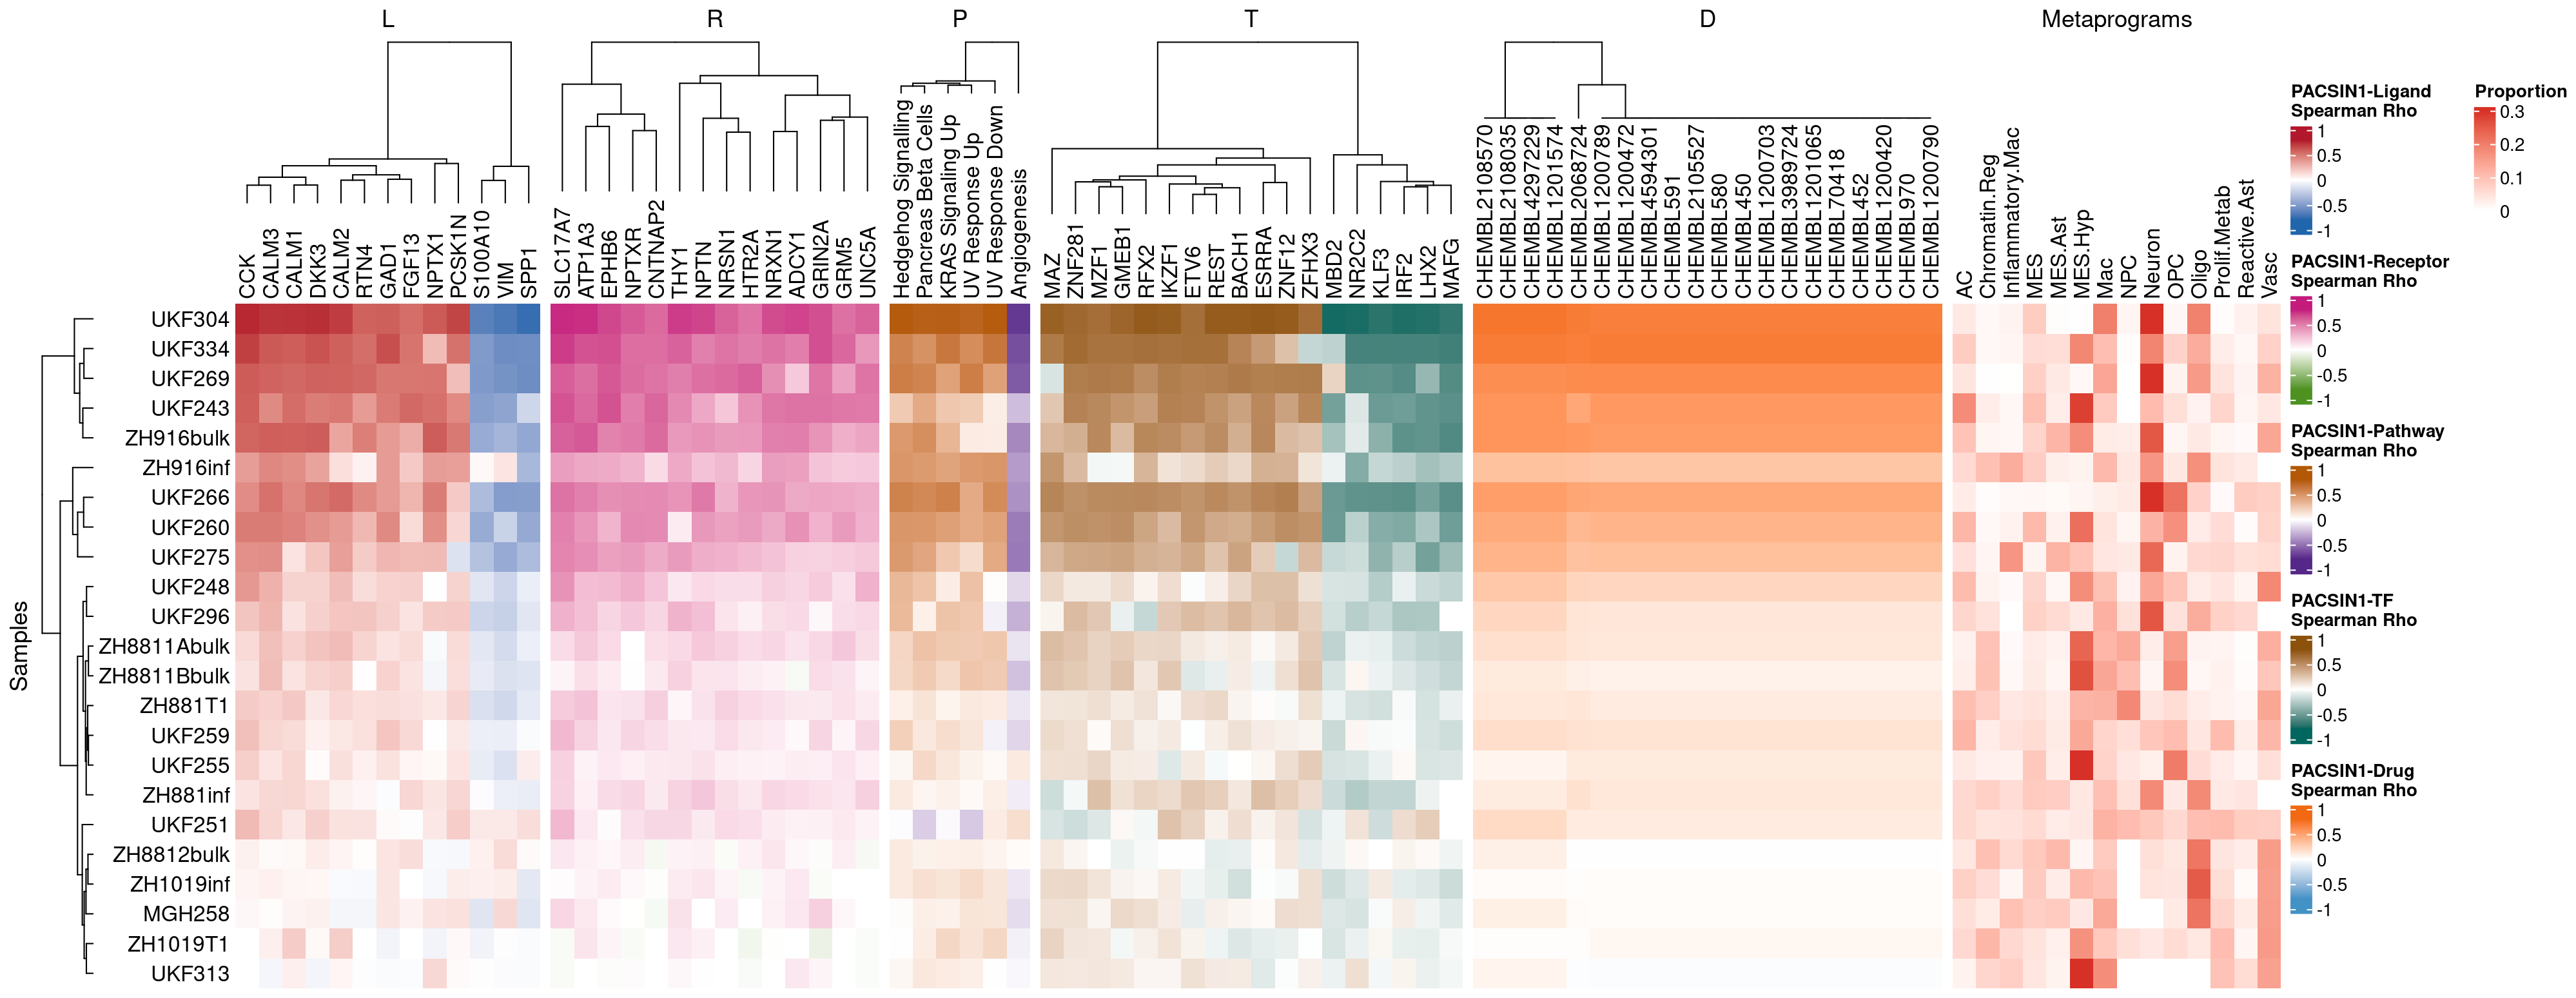 L
R
P
T
D
Metaprograms
CCK
CALM3
CALM1
DKK3
CALM2
RTN4
GAD1
FGF13
NPTX1
PCSK1N
S100A10
VIM
SPP1
SLC17A7
ATP1A3
EPHB6
NPTXR
CNTNAP2
THY1
NPTN
NRSN1
HTR2A
NRXN1
ADCY1
GRIN2A
GRM5
UNC5A
Hedgehog Signalling
Pancreas Beta Cells
KRAS Signaling Up
UV Response Up
UV Response Down
Angiogenesis
MAZ
ZNF281
MZF1
GMEB1
RFX2
IKZF1
ETV6
REST
BACH1
ESRRA
ZNF12
ZFHX3
MBD2
NR2C2
KLF3
IRF2
LHX2
MAFG
CHEMBL2108570
CHEMBL2108035
CHEMBL4297229
CHEMBL1201574
CHEMBL2068724
CHEMBL1200789
CHEMBL1200472
CHEMBL4594301
CHEMBL591
CHEMBL2105527
CHEMBL580
CHEMBL450
CHEMBL1200703
CHEMBL3989724
CHEMBL1201065
CHEMBL70418
CHEMBL452
CHEMBL1200420
CHEMBL970
CHEMBL1200790
AC
Chromatin.Reg
Inflammatory.Mac
MES
MES.Ast
MES.Hyp
Mac
NPC
Neuron
OPC
Oligo
Prolif.Metab
Reactive.Ast
Vasc
Samples
UKF304
UKF334
UKF269
UKF243
ZH916bulk
ZH916inf
UKF266
UKF260
UKF275
UKF248
UKF296
ZH8811Abulk
ZH8811Bbulk
ZH881T1
UKF259
UKF255
ZH881inf
UKF251
ZH8812bulk
ZH1019inf
MGH258
ZH1019T1
UKF313
PACSIN1-Ligand
Spearman Rho
1
0.5
0
-0.5
-1
PACSIN1-Receptor
Spearman Rho
1
0.5
0
-0.5
-1
PACSIN1-Pathway
Spearman Rho
1
0.5
0
-0.5
-1
PACSIN1-TF
Spearman Rho
1
0.5
0
-0.5
-1
PACSIN1-Drug
Spearman Rho
1
0.5
0
-0.5
-1
Proportion
0.3
0.2
0.1
0